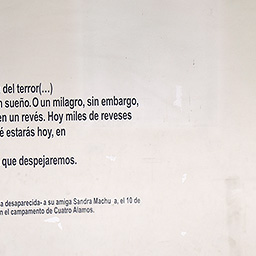 del terror(...)
n sueño. O un milagro, sin embargo,
en un revés. Hoy miles de reveses
é estarás hoy, en
que despejaremos.
a desaparecida- a su amiga Sandra Machu a, el 10 de
n el campamento de Cuatro Alamos.